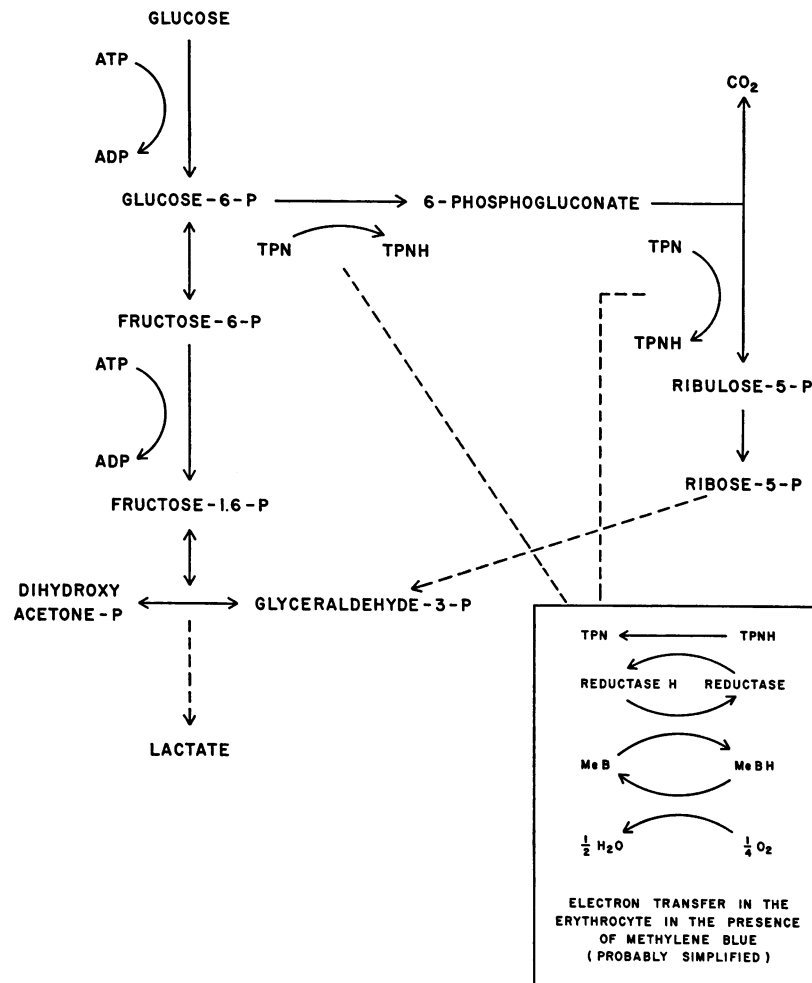 GLUCOSE
ATP
ADP
CO₂
GLUCOSE-6-P
6-PHOSPHOGLUCONATE
TPN
TPNH
TPN
TPNH
FRUCTOSE-6-P
ATP
ADP
RIBULOSE-5-P
RIBOSE-5-P
FRUCTOSE-1.6-P
DIHYDROXY
ACETONE-P
GLYCERALDEHYDE-3-P
LACTATE
TPN
TPNH
REDUCTASE H
REDUCTASE
MeB
MeBH
½ H₂O
¼ O₂
ELECTRON TRANSFER IN THE
ERYTHROCYTE IN THE PRESENCE
OF METHYLENE BLUE
(PROBABLY SIMPLIFIED)